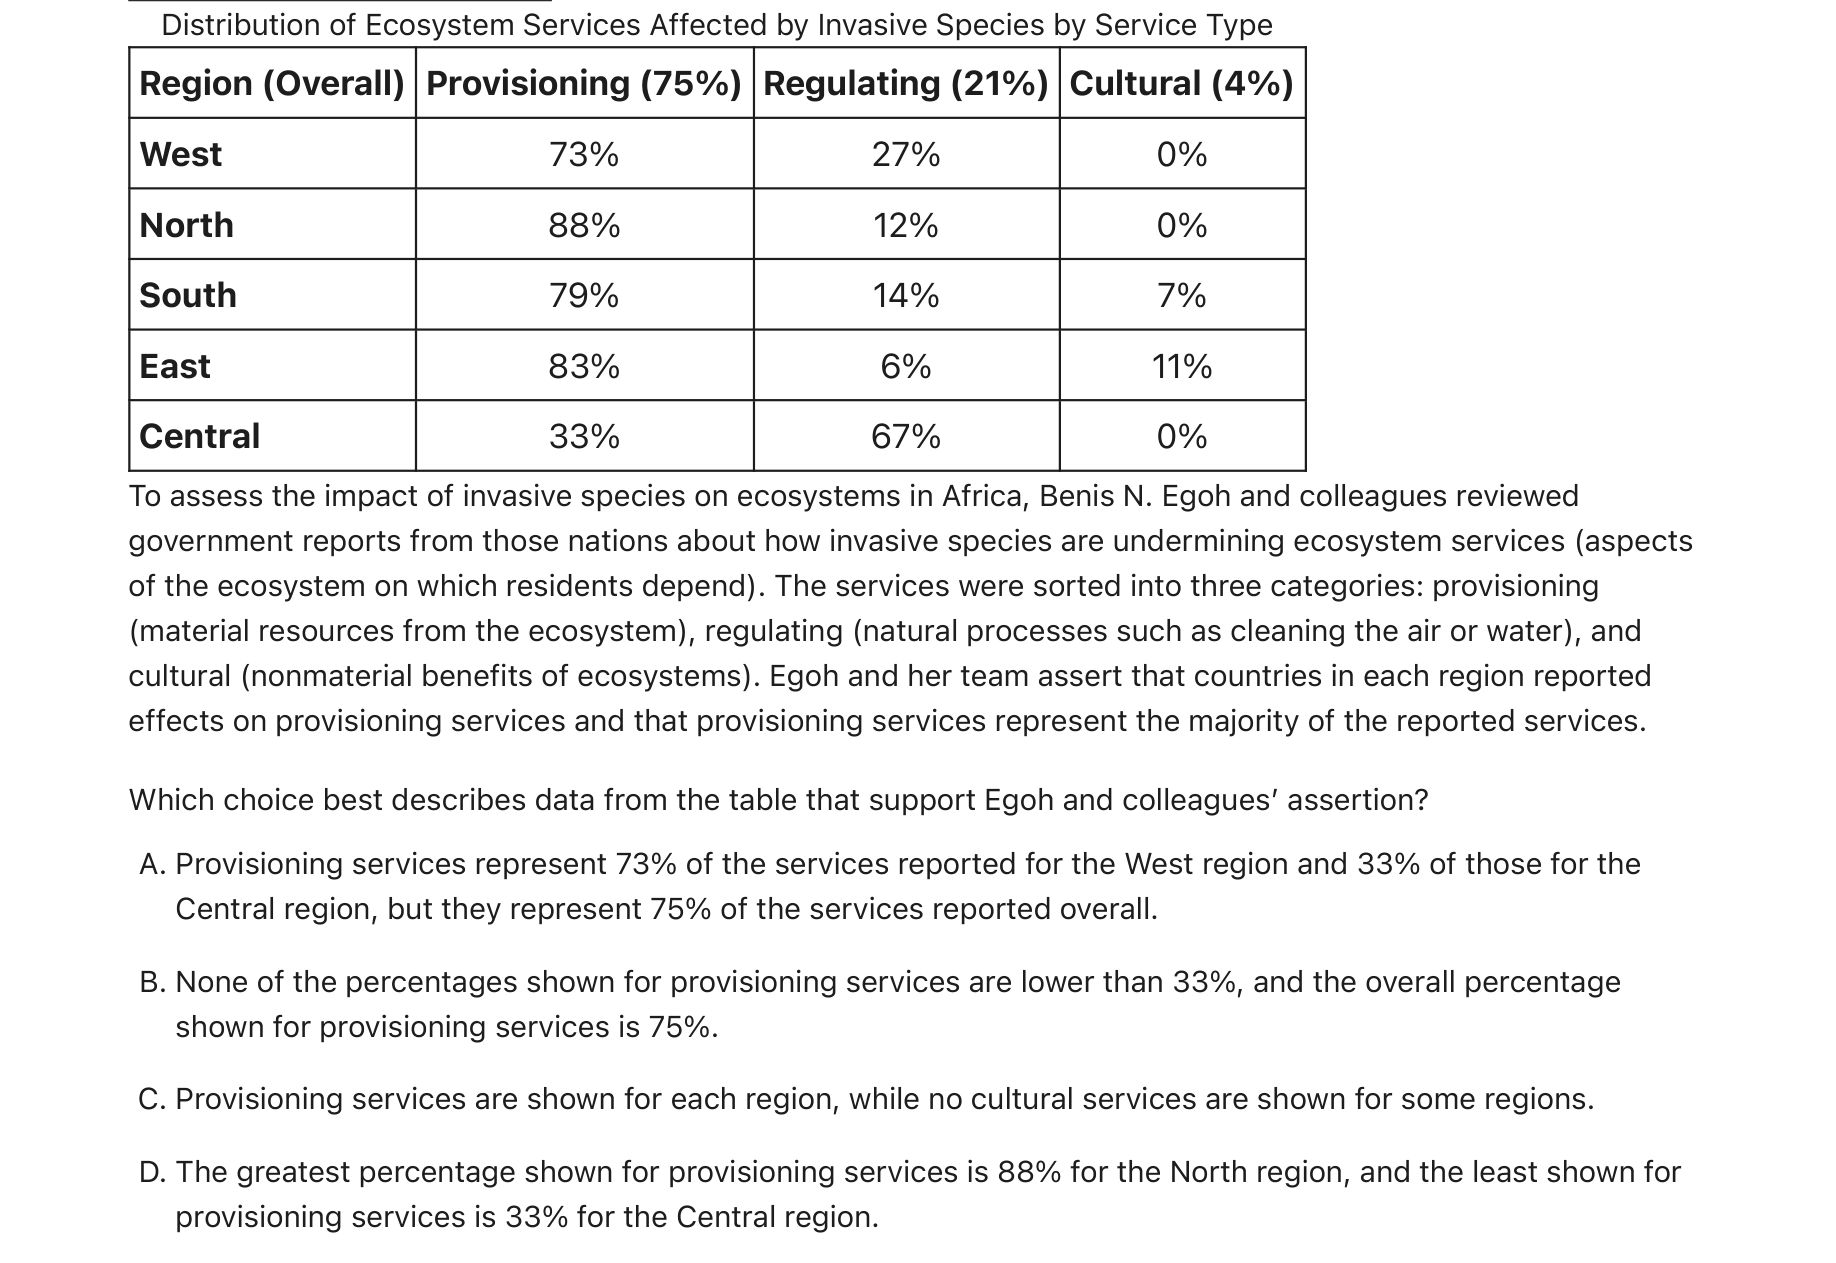 Distribution of Ecosystem Services Affected by Invasive Species by Service Type
Region (Overall) Provisioning (75%) Regulating (21%) Cultural (4%)
West 73% 27% 0%
North 88% 12% 0%
South 79% 14% 7%
East 83% 6% 11%
Central 33% 67% 0%
To assess the impact of invasive species on ecosystems in Africa, Benis N. Egoh and colleagues reviewed
government reports from those nations about how invasive species are undermining ecosystem services (aspects
of the ecosystem on which residents depend). The services were sorted into three categories: provisioning
(material resources from the ecosystem), regulating (natural processes such as cleaning the air or water), and
cultural (nonmaterial benefits of ecosystems). Egoh and her team assert that countries in each region reported
effects on provisioning services and that provisioning services represent the majority of the reported services.
Which choice best describes data from the table that support Egoh and colleagues’ assertion?
A. Provisioning services represent 73% of the services reported for the West region and 33% of those for the
Central region, but they represent 75% of the services reported overall.
B. None of the percentages shown for provisioning services are lower than 33%, and the overall percentage
shown for provisioning services is 75%.
C. Provisioning services are shown for each region, while no cultural services are shown for some regions.
D. The greatest percentage shown for provisioning services is 88% for the North region, and the least shown for
provisioning services is 33% for the Central region.